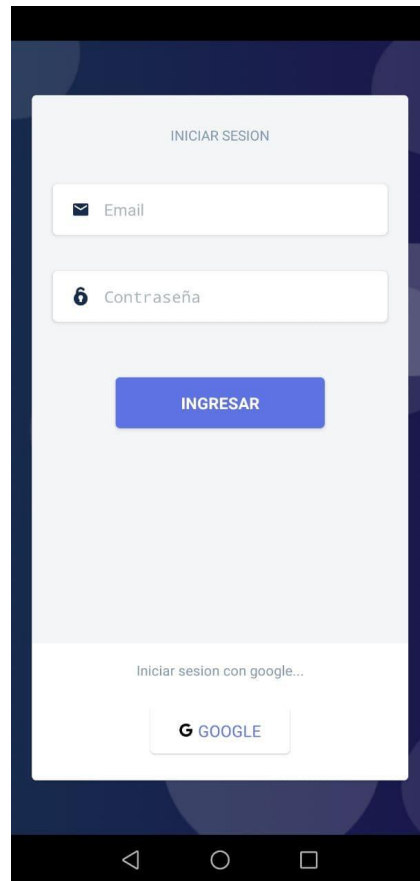 INICIAR SESION
Email
Contraseña
INGRESAR
Iniciar sesion con google...
G GOOGLE